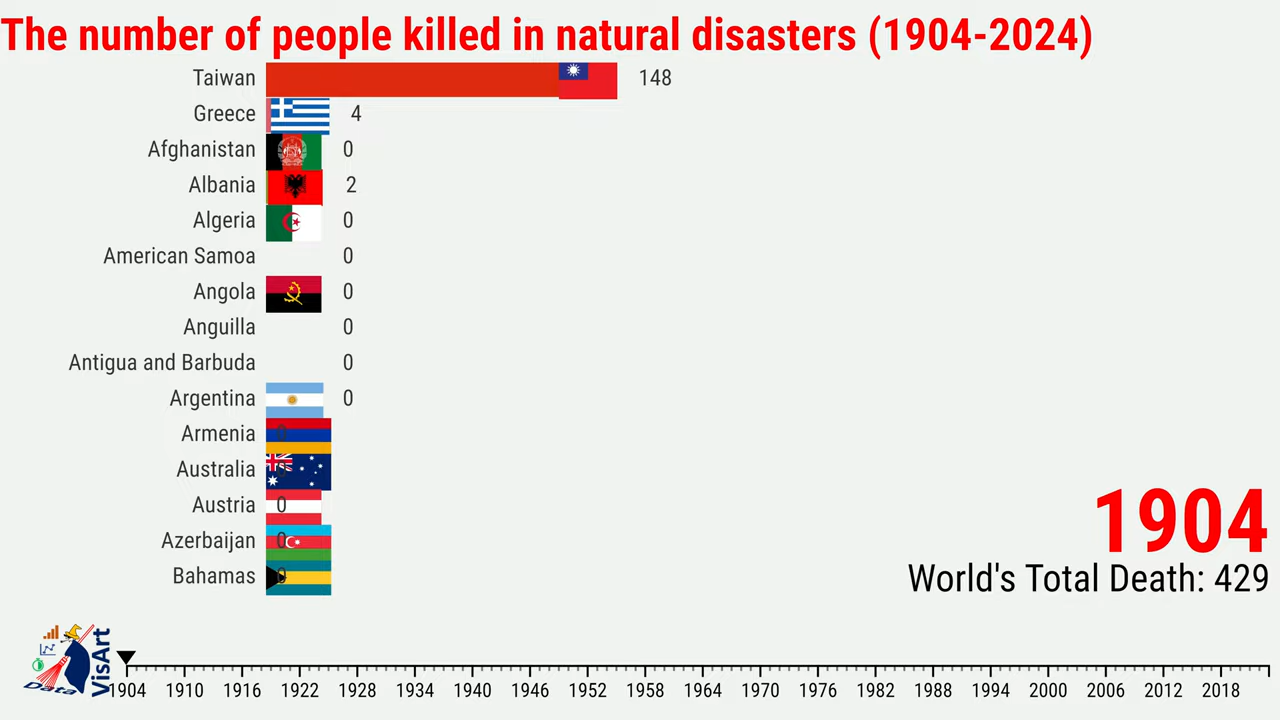 The number of people killed in natural disasters (1904-2024)
Taiwan 148
Greece 4
Afghanistan 0
Albania 2
Algeria 0
American Samoa 0
Angola 0
Anguilla 0
Antigua and Barbuda 0
Argentina 0
Armenia 0
Australia
Austria 0
Azerbaijan 0
Bahamas 0
1904
World's Total Death: 429
Data VisArt
1904 1910 1916 1922 1928 1934 1940 1946 1952 1958 1964 1970 1976 1982 1988 1994 2000 2006 2012 2018